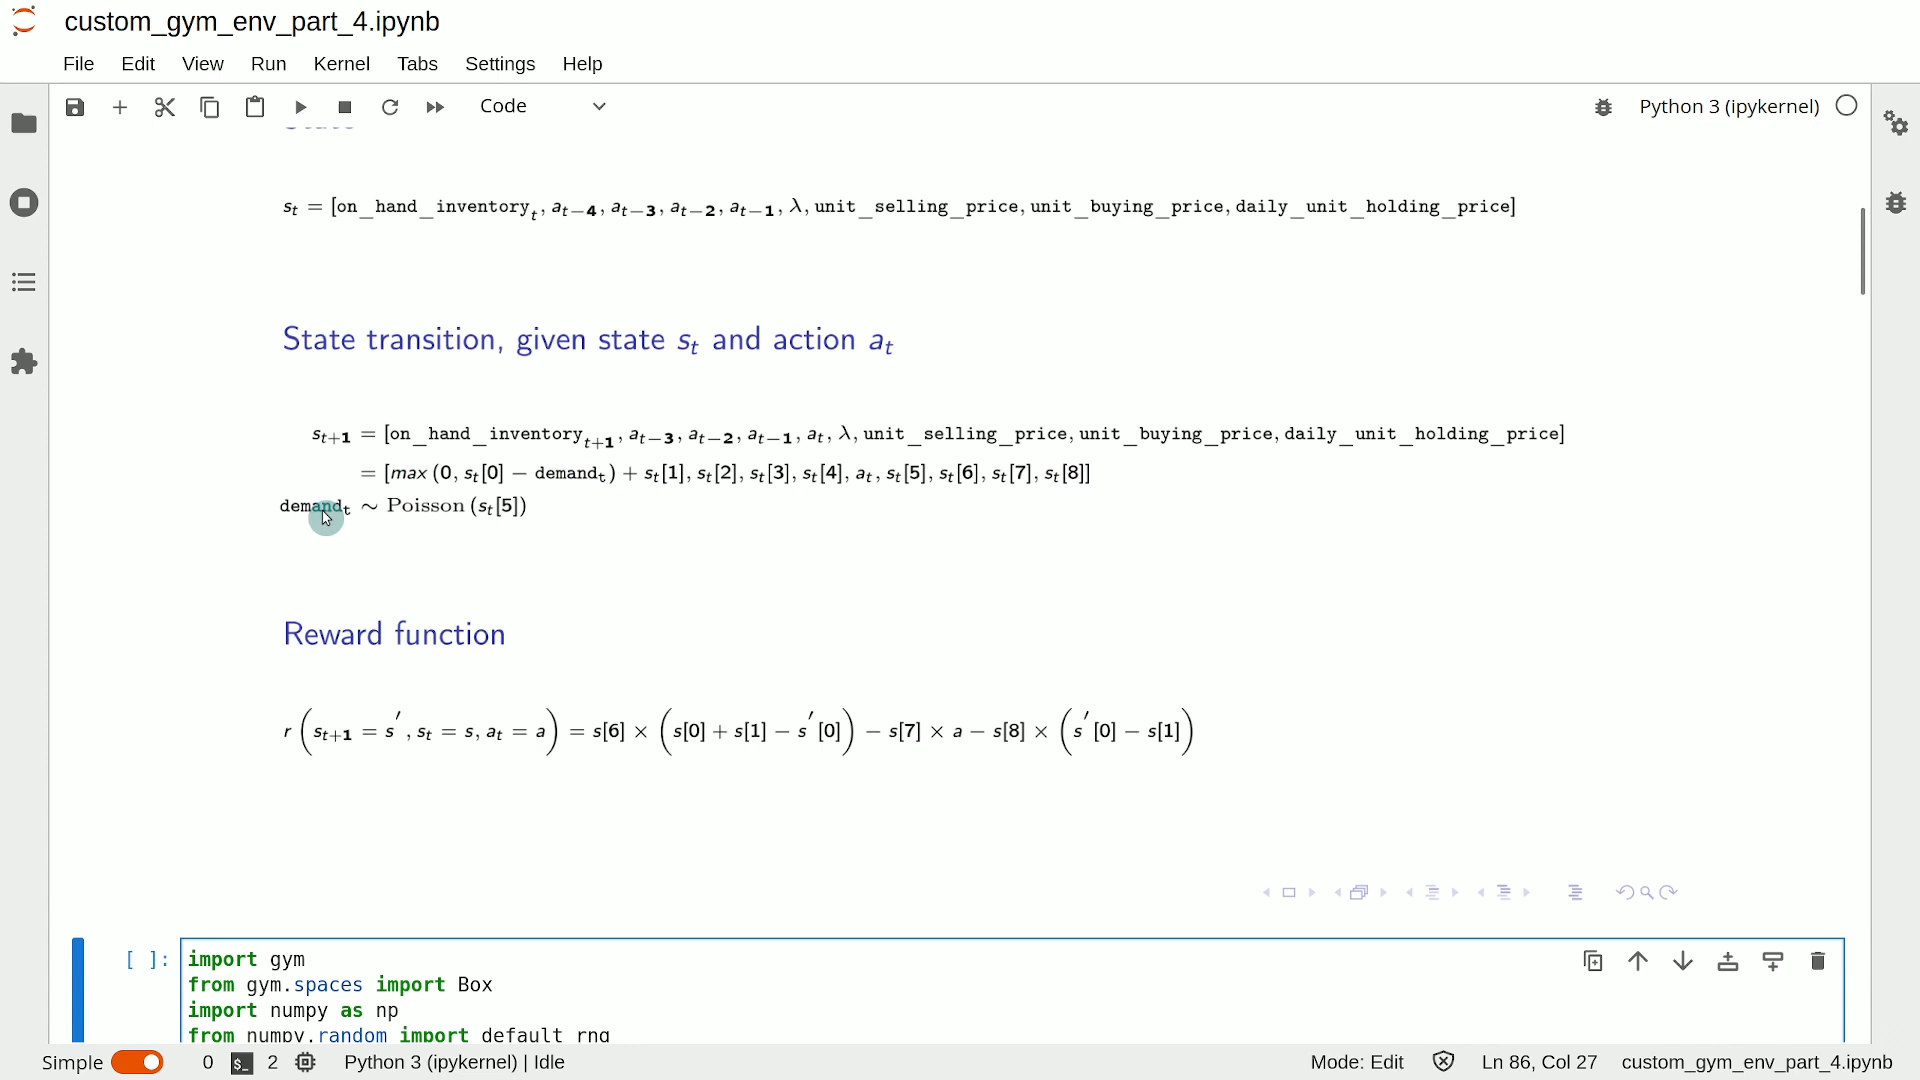 custom_gym_env_part_4.ipynb
File Edit View Run Kernel Tabs Settings Help
Code
Python 3 (ipykernel)
s_t = [on_hand_inventory_t, a_{t−4}, a_{t−3}, a_{t−2}, a_{t−1}, λ, unit_selling_price, unit_buying_price, daily_unit_holding_price]
State transition, given state s_t and action a_t
s_{t+1} = [on_hand_inventory_{t+1}, a_{t−3}, a_{t−2}, a_{t−1}, a_t, λ, unit_selling_price, unit_buying_price, daily_unit_holding_price]
= [max (0, s_t[0] − demand_t) + s_t[1], s_t[2], s_t[3], s_t[4], a_t, s_t[5], s_t[6], s_t[7], s_t[8]]
demand_t ∼ Poisson (s_t[5])
Reward function
r (s_{t+1} = s′, s_t = s, a_t = a) = s[6] × (s[0] + s[1] − s′[0]) − s[7] × a − s[8] × (s′[0] − s[1])
[ ]: import gym
from gym.spaces import Box
import numpy as np
from numpy.random import default_rng
Simple 0 $_ 2 Python 3 (ipykernel) | Idle Mode: Edit Ln 86, Col 27 custom_gym_env_part_4.ipynb